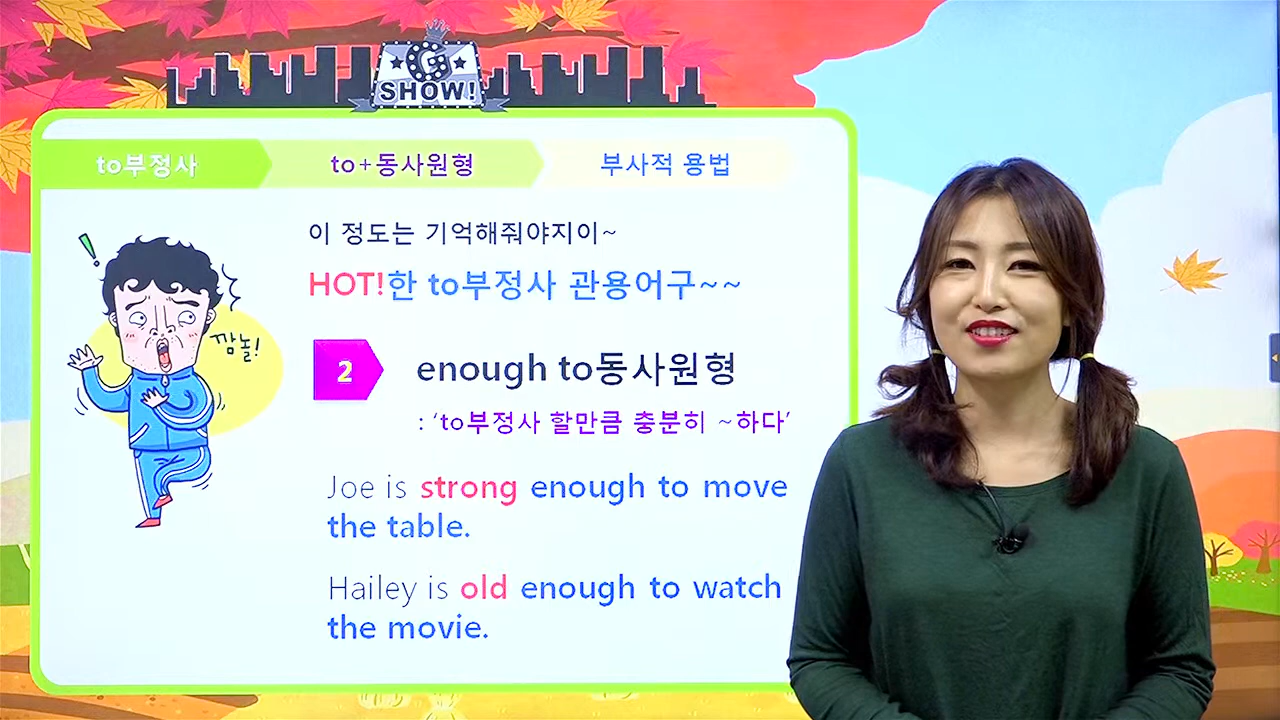 G
SHOW!
to부정사 to+동사원형 부사적 용법
이 정도는 기억해줘야지이~
HOT!한 to부정사 관용어구~~
깜놀!
2 enough to동사원형
: ‘to부정사 할만큼 충분히 ~하다’
Joe is strong enough to move
the table.
Hailey is old enough to watch
the movie.